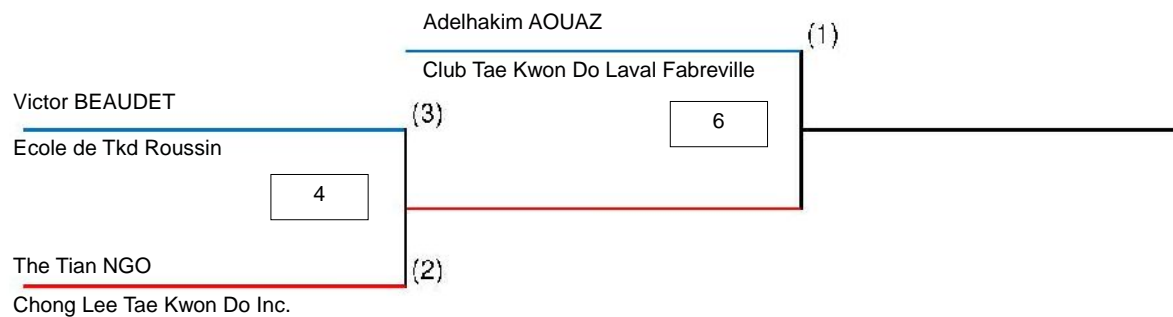 Adelhakim AOUAZ
(1)
Club Tae Kwon Do Laval Fabreville
Victor BEAUDET
(3)
6
Ecole de Tkd Roussin
4
The Tian NGO
(2)
Chong Lee Tae Kwon Do Inc.